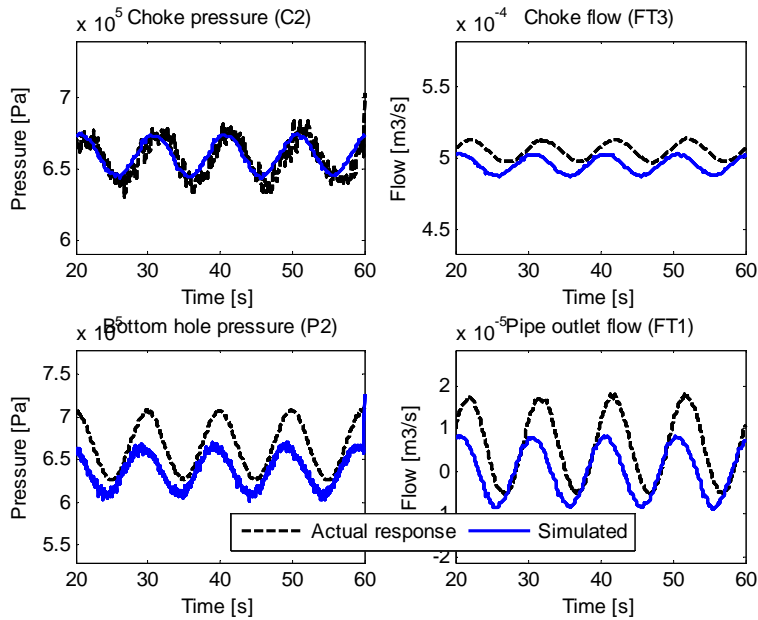 x 10^5 Choke pressure (C2)
Pressure [Pa]
7
6.5
6
20 30 40 50 60
Time [s]
x 10^-4 Choke flow (FT3)
Flow [m3/s]
5.5
5
4.5
20 30 40 50 60
Time [s]
x 10^5 Bottom hole pressure (P2)
Pressure [Pa]
7.5
7
6.5
6
5.5
20 30 40 50 60
Time [s]
x 10^-5 Pipe outlet flow (FT1)
Flow [m3/s]
2
1
0
-1
-2
20 30 40 50 60
Time [s]
Actual response Simulated